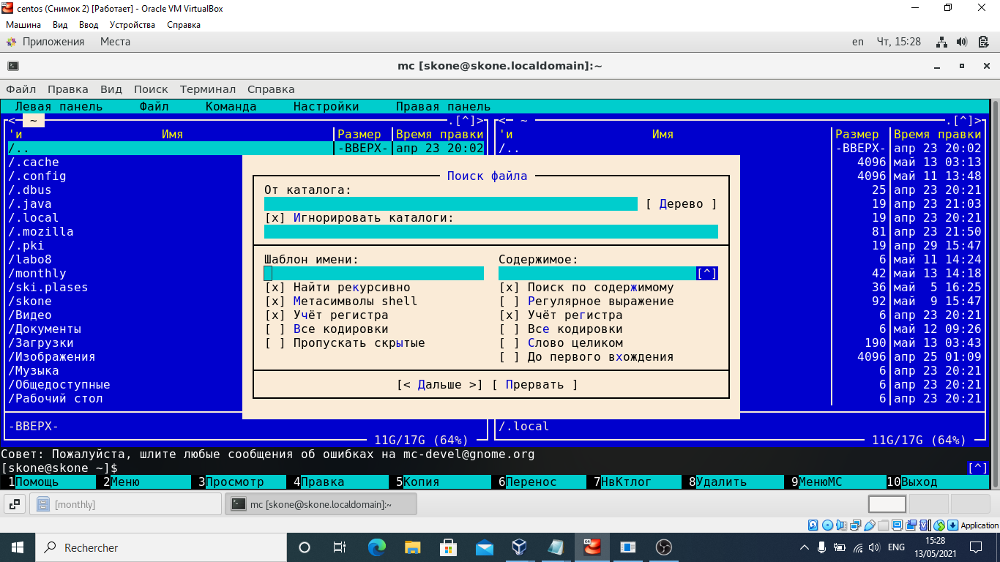 centos (Снимок 2) [Работает] - Oracle VM VirtualBox
Машина Вид Ввод Устройства Справка
Приложения Места en Чт, 15:28
mc [skone@skone.localdomain]:~
Файл Правка Вид Поиск Терминал Справка
Левая панель Файл Команда Настройки Правая панель
<─ ~ .[^]> <─ ~ .[^]>
'и Имя Размер Время правки 'и Имя Размер Время правки
/.. -ВВЕРХ- апр 23 20:02 /.. -ВВЕРХ- апр 23 20:02
/.cache 4096 май 13 03:13
/.config Поиск файла 4096 май 11 13:48
/.dbus От каталога: 25 апр 23 20:21
/.java [ Дерево ] 19 апр 23 21:03
/.local [x] Игнорировать каталоги: 19 апр 23 20:21
/.mozilla 81 апр 23 21:50
/.pki 19 апр 29 15:47
/labo8 Шаблон имени: Содержимое: 6 май 11 14:24
/monthly [^] 42 май 13 14:18
/ski.plases [x] Найти рекурсивно [x] Поиск по содержимому 36 май 5 16:25
/skone [x] Метасимволы shell [ ] Регулярное выражение 92 май 9 15:47
/Видео [x] Учёт регистра [x] Учёт регистра 6 апр 23 20:21
/Документы [ ] Все кодировки [ ] Все кодировки 6 май 12 09:26
/Загрузки [ ] Пропускать скрытые [ ] Слово целиком 190 май 13 03:43
/Изображения [ ] До первого вхождения 4096 апр 25 01:09
/Музыка 6 апр 23 20:21
/Общедоступные [< Дальше >] [ Прервать ] 6 апр 23 20:21
/Рабочий стол 6 апр 23 20:21
-ВВЕРХ- /.local
11G/17G (64%) 11G/17G (64%)
Совет: Пожалуйста, шлите любые сообщения об ошибках на mc-devel@gnome.org
[skone@skone ~]$ [^]
1Помощь 2Меню 3Просмотр 4Правка 5Копия 6Перенос 7НвКтлог 8Удалить 9МенюMC 10Выход
[monthly] mc [skone@skone.localdomain]:~
Application
Rechercher ENG 15:28
13/05/2021